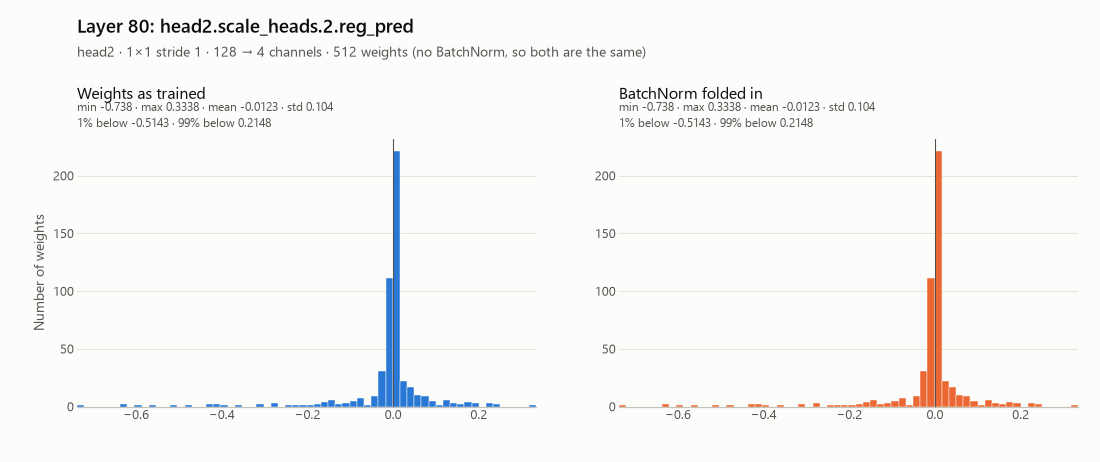 Layer 80: head2.scale_heads.2.reg_pred
head2 · 1×1 stride 1 · 128 → 4 channels · 512 weights (no BatchNorm, so both are the same)
Weights as trained
min -0.738 · max 0.3338 · mean -0.0123 · std 0.104
1% below -0.5143 · 99% below 0.2148
Number of weights
200
150
100
50
0
−0.6 −0.4 −0.2 0.0 0.2
BatchNorm folded in
min -0.738 · max 0.3338 · mean -0.0123 · std 0.104
1% below -0.5143 · 99% below 0.2148
200
150
100
50
0
−0.6 −0.4 −0.2 0.0 0.2